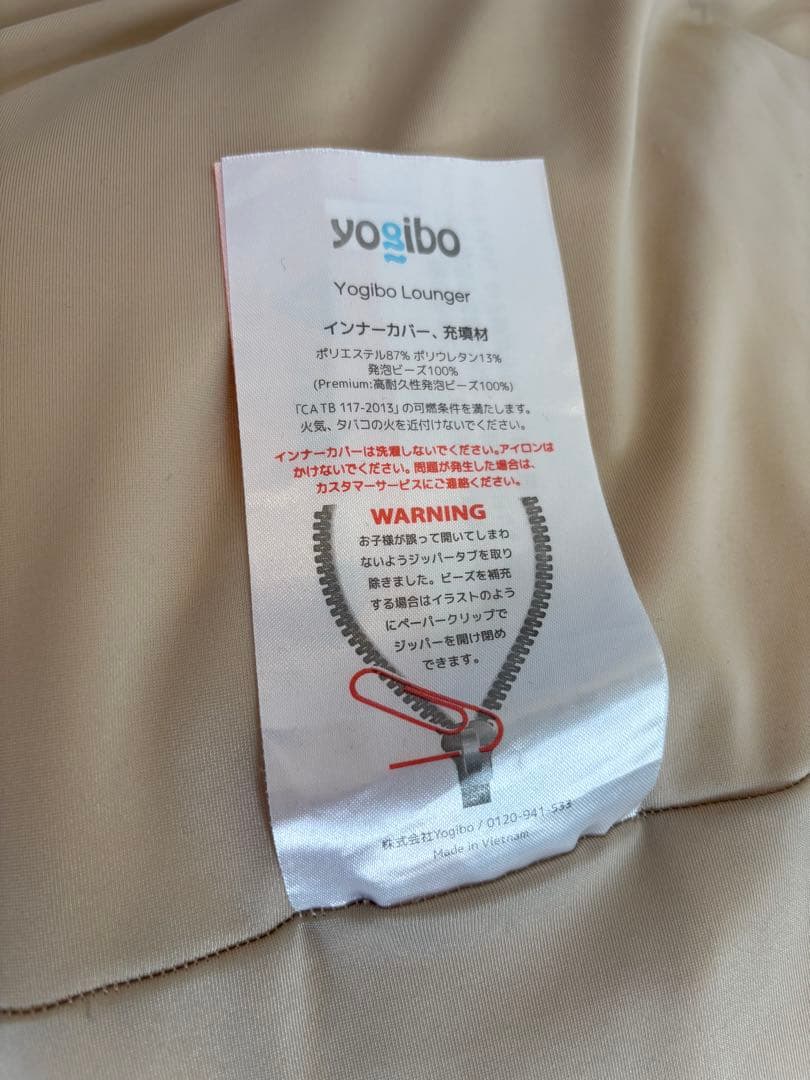 yogibo
Yogibo Lounger
インナーカバー、充填材
ポリエステル87% ポリウレタン13%
発泡ビーズ100%
(Premium:高耐久性発泡ビーズ100%)
「CA TB 117-2013」の可燃条件を満たします。
火気、タバコの火を近付けないでください。
インナーカバーは洗濯しないでください。アイロンは
かけないでください。問題が発生した場合は、
カスタマーサービスにご連絡ください。
WARNING
お子様が誤って開いてしまわ
ないようジッパータブを取り
除きました。ビーズを補充
する場合はイラストのよう
にペーパークリップで
ジッパーを開け閉め
できます。
株式会社Yogibo / 0120-941-533
Made in Vietnam